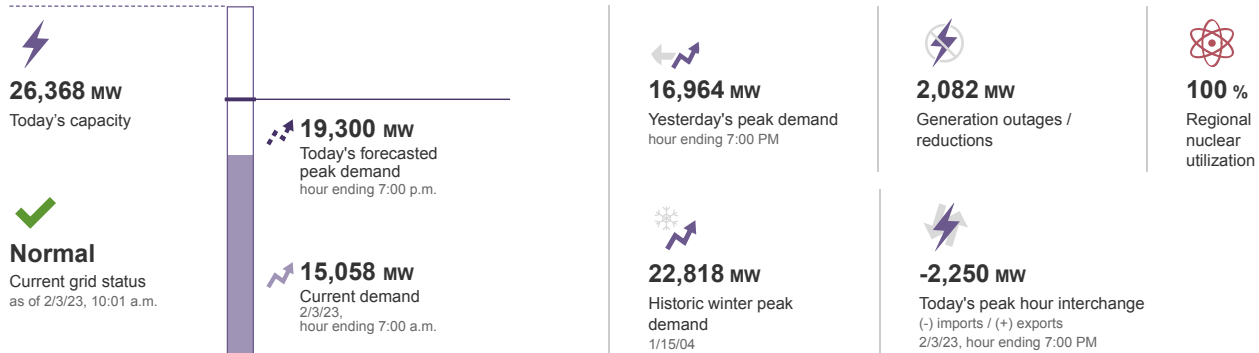 26,368 MW
Today's capacity
Normal
Current grid status
as of 2/3/23, 10:01 a.m.
19,300 MW
Today's forecasted
peak demand
hour ending 7:00 p.m.
15,058 MW
Current demand
2/3/23,
hour ending 7:00 a.m.
16,964 MW
Yesterday's peak demand
hour ending 7:00 PM
2,082 MW
Generation outages /
reductions
100 %
Regional
nuclear
utilization
22,818 MW
Historic winter peak
demand
1/15/04
-2,250 MW
Today's peak hour interchange
(-) imports / (+) exports
2/3/23, hour ending 7:00 PM